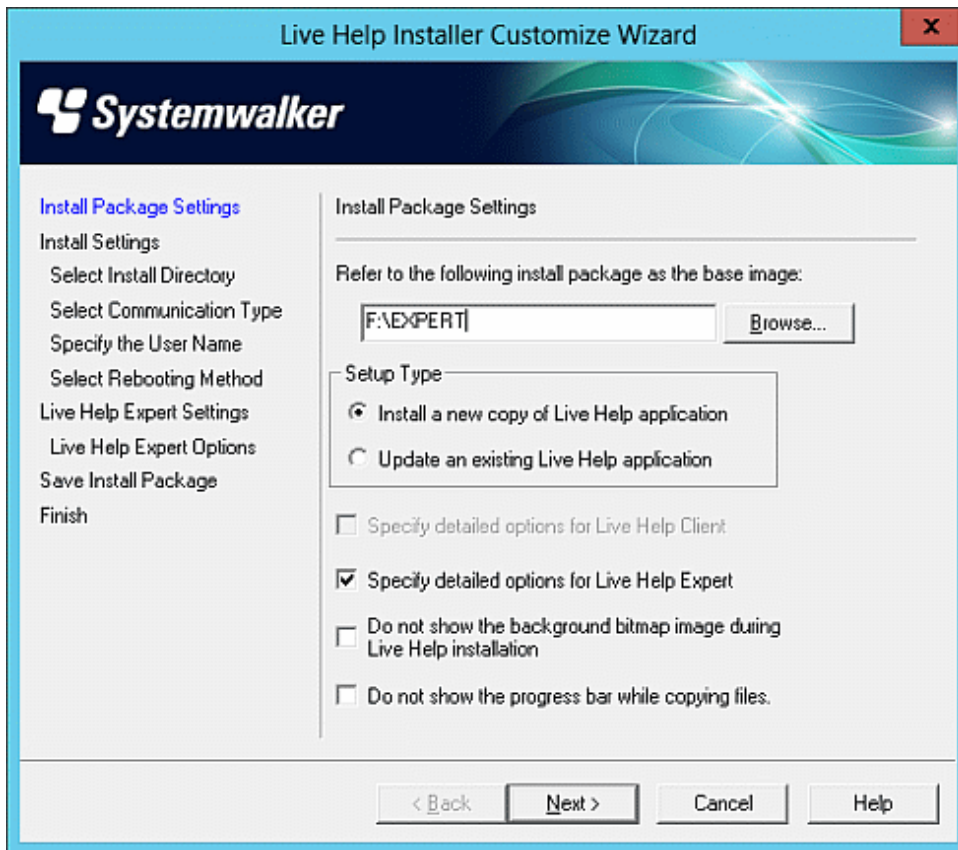 Live Help Installer Customize Wizard
x
Systemwalker
Install Package Settings
Install Settings
Select Install Directory
Select Communication Type
Specify the User Name
Select Rebooting Method
Live Help Expert Settings
Live Help Expert Options
Save Install Package
Finish
Install Package Settings
Refer to the following install package as the base image:
F:\EXPERT
Browse...
Setup Type
Install a new copy of Live Help application
Update an existing Live Help application
Specify detailed options for Live Help Client
Specify detailed options for Live Help Expert
Do not show the background bitmap image during
Live Help installation
Do not show the progress bar while copying files.
< Back
Next >
Cancel
Help